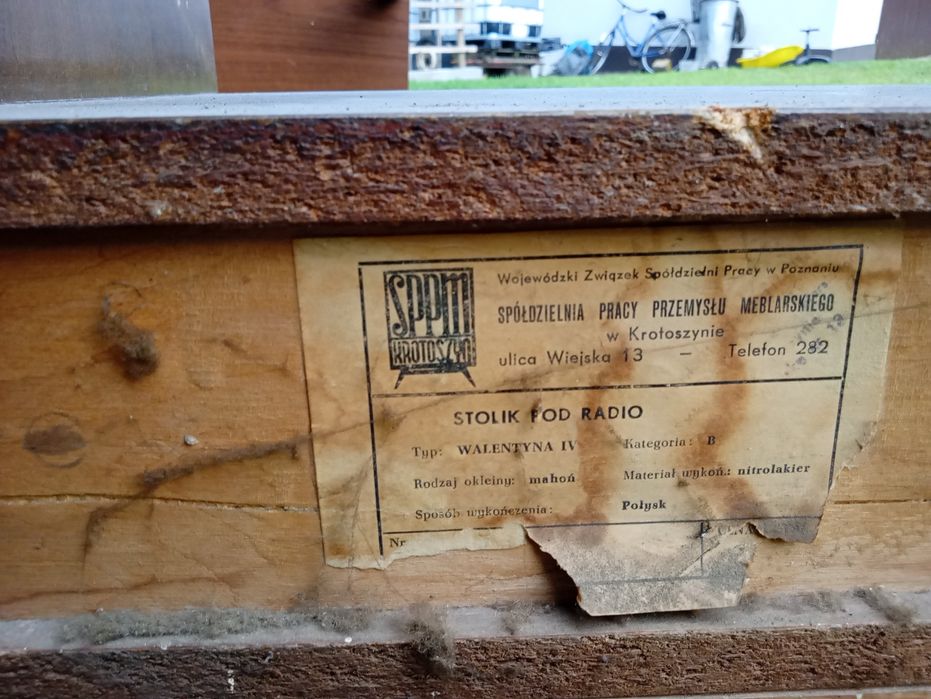 SPPM
KROTOSZYN
Wojewódzki Związek Spółdzielni Pracy w Poznaniu
SPÓŁDZIELNIA PRACY PRZEMYSŁU MEBLARSKIEGO
w Krotoszynie
ulica Wiejska 13 — Telefon 282
STOLIK POD RADIO
Typ: WALENTYNA IV Kategoria: B
Rodzaj okleiny: mahoń Materiał wykoń.: nitrolakier
Sposób wykończenia: Połysk
Nr